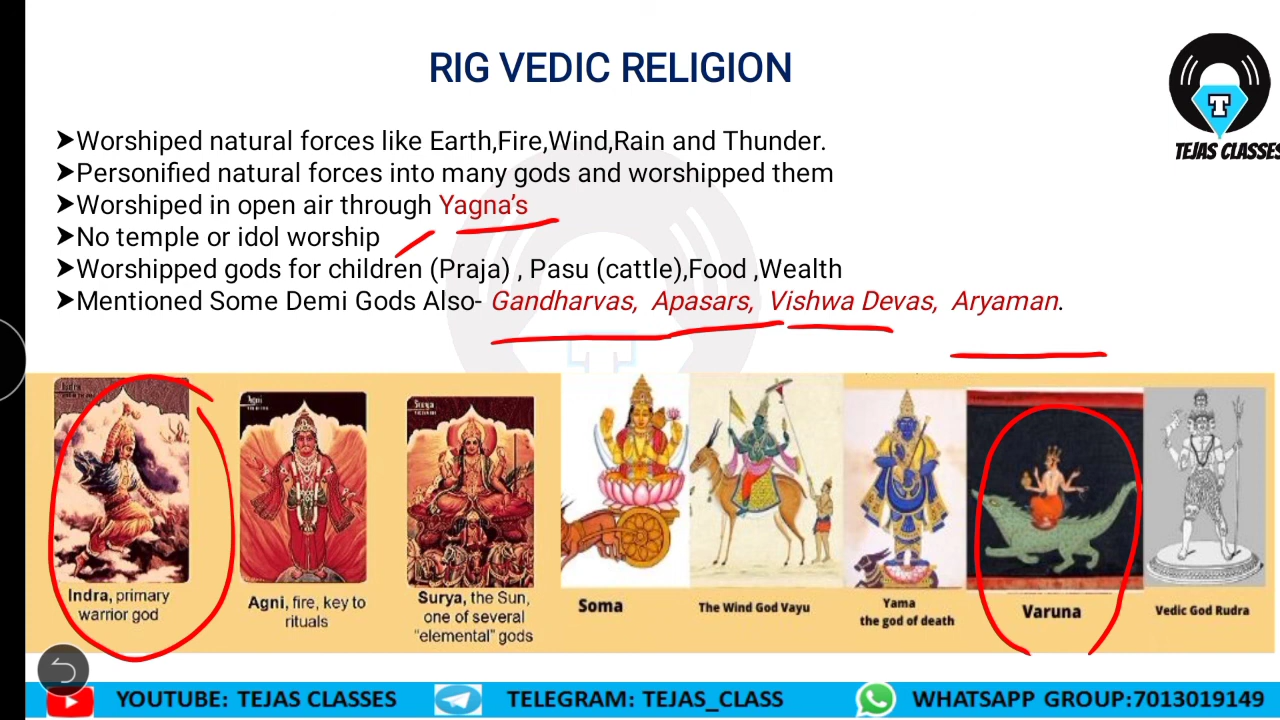 RIG VEDIC RELIGION
T
TEJAS CLASSES
➤Worshiped natural forces like Earth,Fire,Wind,Rain and Thunder.
➤Personified natural forces into many gods and worshipped them
➤Worshiped in open air through Yagna's
➤No temple or idol worship
➤Worshipped gods for children (Praja) , Pasu (cattle),Food ,Wealth
➤Mentioned Some Demi Gods Also- Gandharvas, Apasars, Vishwa Devas, Aryaman.
Indra
Agni
Surya
Indra, primary
warrior god
Agni, fire, key to
rituals
Surya, the Sun,
one of several
"elemental" gods
Soma
The Wind God Vayu
Yama
the god of death
Varuna
Vedic God Rudra
YOUTUBE: TEJAS CLASSES
TELEGRAM: TEJAS_CLASS
WHATSAPP GROUP:7013019149